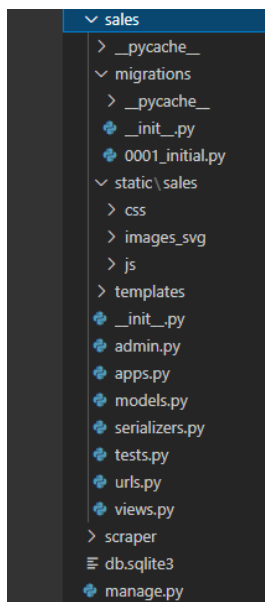 sales
__pycache__
migrations
__pycache__
__init__.py
0001_initial.py
static\sales
css
images_svg
js
templates
__init__.py
admin.py
apps.py
models.py
serializers.py
tests.py
urls.py
views.py
scraper
db.sqlite3
manage.py